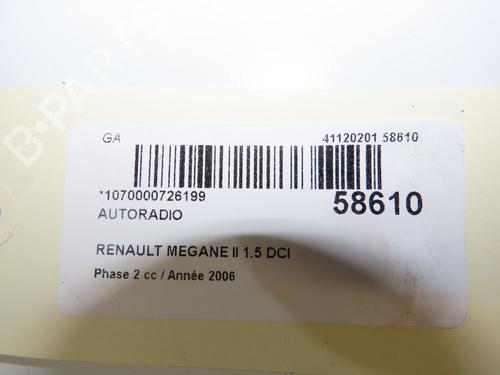 B-PARTS
GA
41120201 58610
*1070000726199
58610
AUTORADIO
RENAULT MEGANE II 1.5 DCI
Phase 2 cc / Année 2006